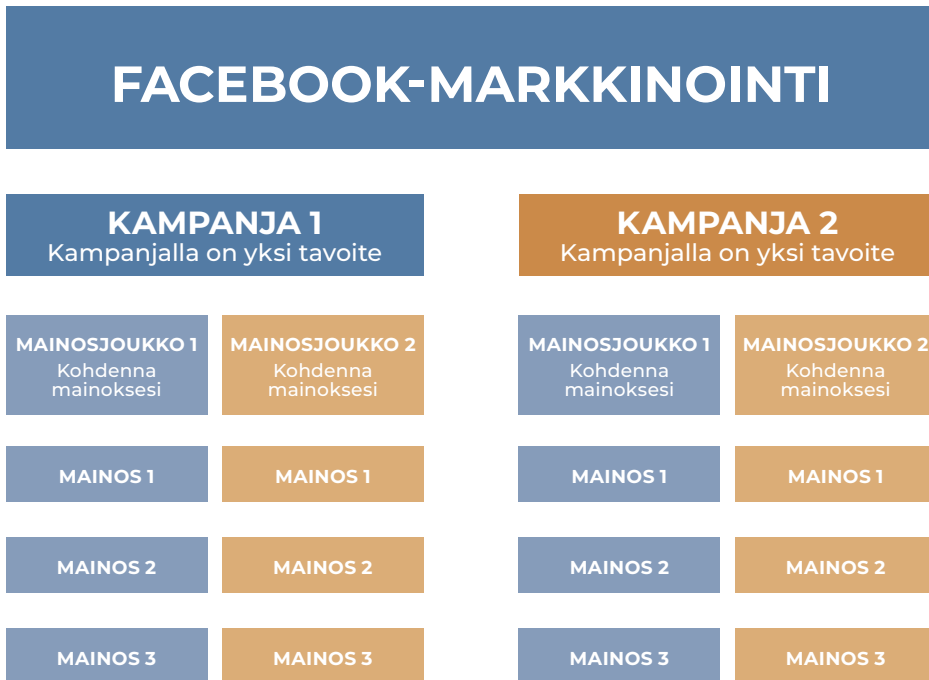 FACEBOOK-MARKKINOINTI
KAMPANJA 1
Kampanjalla on yksi tavoite
KAMPANJA 2
Kampanjalla on yksi tavoite
MAINOSJOUKKO 1
Kohdenna
mainoksesi
MAINOSJOUKKO 2
Kohdenna
mainoksesi
MAINOSJOUKKO 1
Kohdenna
mainoksesi
MAINOSJOUKKO 2
Kohdenna
mainoksesi
MAINOS 1
MAINOS 1
MAINOS 1
MAINOS 1
MAINOS 2
MAINOS 2
MAINOS 2
MAINOS 2
MAINOS 3
MAINOS 3
MAINOS 3
MAINOS 3